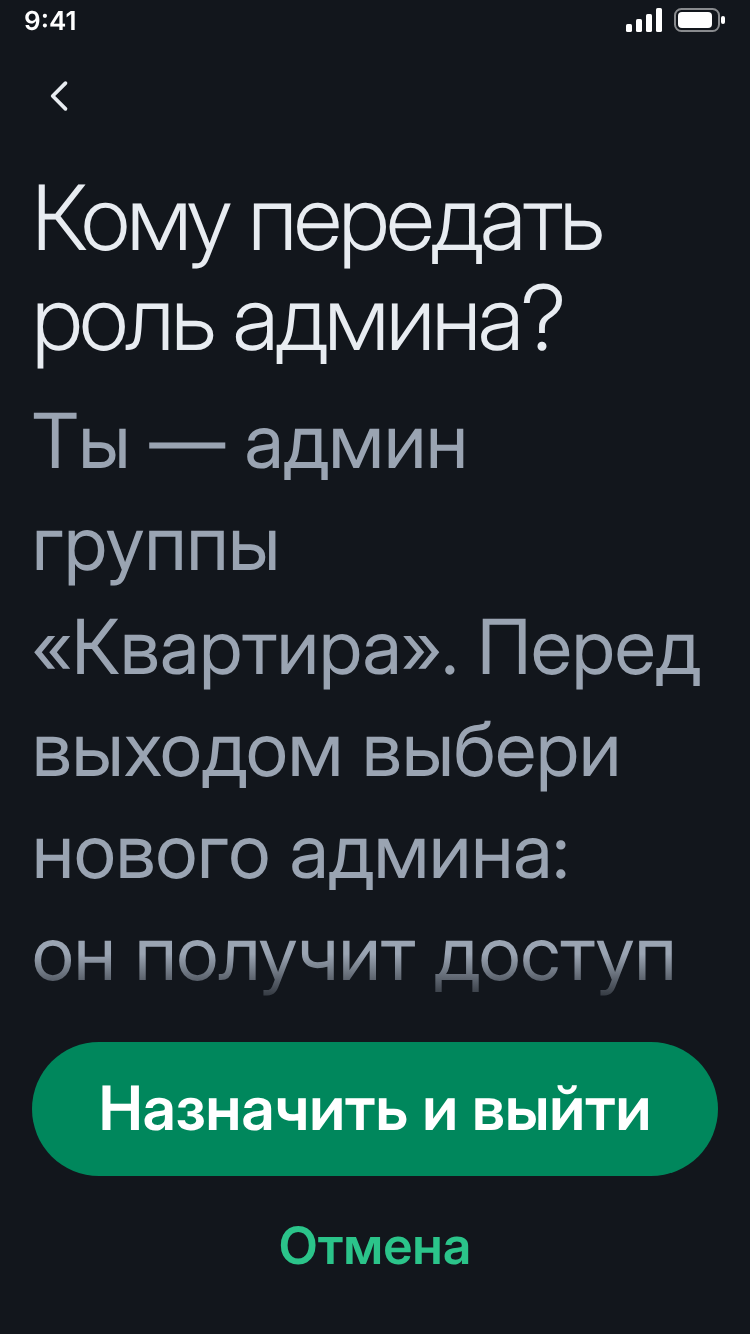 9:41
Кому передать
роль админа?
Ты — админ
группы
«Квартира». Перед
выходом выбери
нового админа:
он получит доступ
Назначить и выйти
Отмена